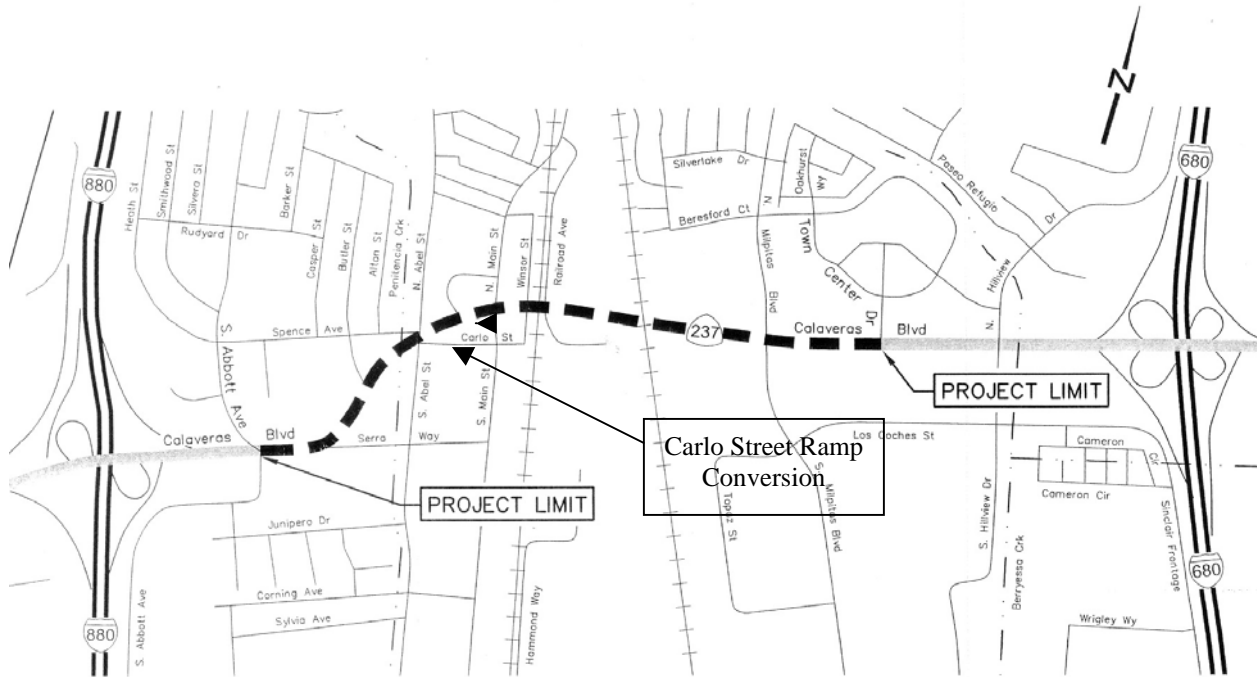 N
880
Heath St
Smithwood St
Silvera St
Barker St
Rudyard Dr
Casper St
Butler St
Alton St
Penitencia Crk
N. Abel St
N. Main St
Winsor St
Railroad Ave
Silverlake Dr
Beresford Ct
N.
Milpitas
Blvd
Oakhurst
Wy
Town
Center
Dr
Paseo Refugio
Hillview
Dr
N.
680
Spence Ave
S. Abbott Ave
Carlo St
237
Calaveras
Blvd
PROJECT LIMIT
S. Abel St
S. Main St
Calaveras
Blvd
Serra Way
PROJECT LIMIT
Carlo Street Ramp
Conversion
Los Coches St
Cameron
Cir
Cameron Cir
Topaz St
S. Milpitas Blvd
S. Hillview Dr
Berryessa Crk
Sinclair Frontage
Junipero Dr
Corning Ave
Sylvia Ave
S. Abbott Ave
Hammond Way
880
680
Wrigley Wy